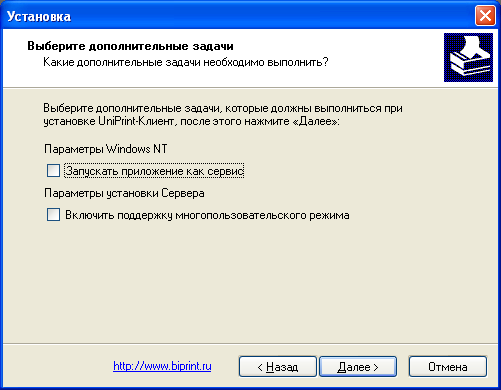 Установка
Выберите дополнительные задачи
Какие дополнительные задачи необходимо выполнить?
Выберите дополнительные задачи, которые должны выполниться при
установке UniPrint-Клиент, после этого нажмите «Далее»:
Параметры Windows NT
Запускать приложение как сервис
Параметры установки Сервера
Включить поддержку многопользовательского режима
http://www.biprint.ru
< Назад
Далее >
Отмена